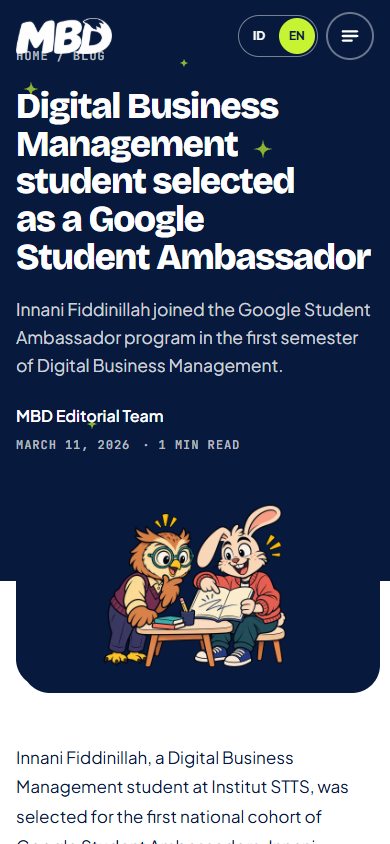 MBD
ID
EN
HOME / BLOG
Digital Business
Management
student selected
as a Google
Student Ambassador
Innani Fiddinillah joined the Google Student
Ambassador program in the first semester
of Digital Business Management.
MBD Editorial Team
MARCH 11, 2026 · 1 MIN READ
Innani Fiddinillah, a Digital Business
Management student at Institut STTS, was
selected for the first national cohort of